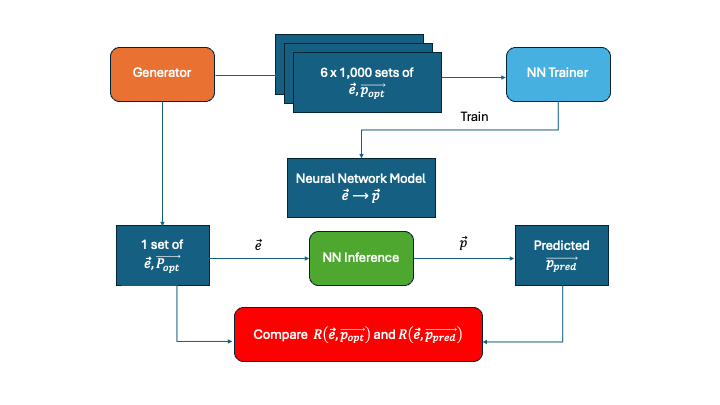 Generator
6 x 1,000 sets of
$\vec{e}, \overrightarrow{p_{opt}}$
NN Trainer
Train
Neural Network Model
$\vec{e} \longrightarrow \vec{p}$
1 set of
$\vec{e}, \overrightarrow{P_{opt}}$
$\vec{e}$
NN Inference
$\vec{p}$
Predicted
$\overrightarrow{p_{pred}}$
Compare $R(\vec{e}, \overrightarrow{p_{opt}})$ and $R(\vec{e}, \overrightarrow{p_{pred}})$